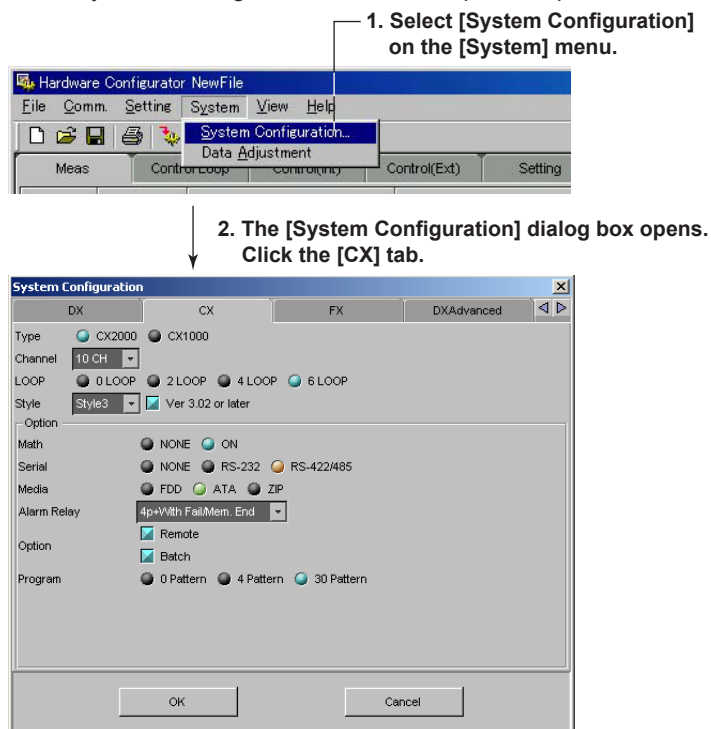 1. Select [System Configuration]
on the [System] menu.
Hardware Configurator NewFile
File Comm. Setting System View Help
System Configuration...
Data Adjustment
Meas Control Loop Control(Int) Control(Ext) Setting
2. The [System Configuration] dialog box opens.
Click the [CX] tab.
System Configuration
DX CX FX DXAdvanced
Type CX2000 CX1000
Channel 10 CH
LOOP 0 LOOP 2 LOOP 4 LOOP 6 LOOP
Style Style3 Ver 3.02 or later
Option
Math NONE ON
Serial NONE RS-232 RS-422/485
Media FDD ATA ZIP
Alarm Relay 4p+With Fail/Mem. End
Remote
Option
Batch
Program 0 Pattern 4 Pattern 30 Pattern
OK Cancel